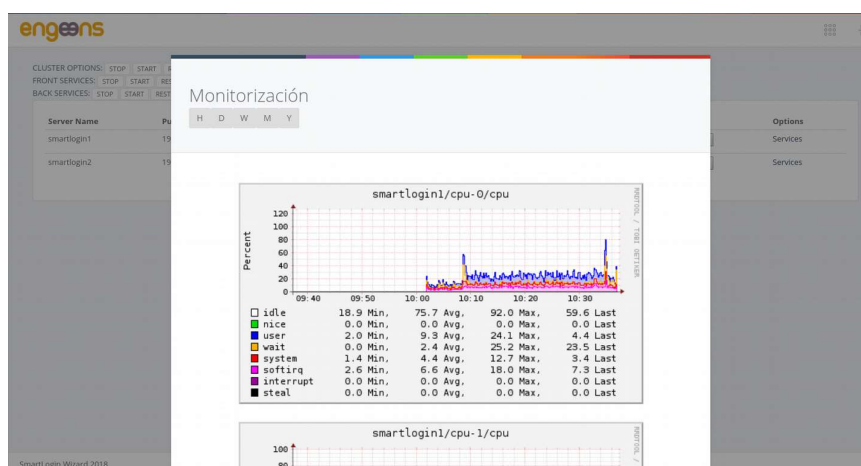 engeens
CLUSTER OPTIONS: STOP START
FRONT SERVICES: STOP START
BACK SERVICES: STOP START REST
Server Name
Options
smartlogin1
Services
smartlogin2
Services
Monitorización
H D W M Y
smartlogin1/cpu-0/cpu
RRDTOOL / TOBI OETIKER
Percent
120
100
80
60
40
20
0
09:40 09:50 10:00 10:10 10:20 10:30
idle 18.9 Min, 75.7 Avg, 92.0 Max, 59.6 Last
nice 0.0 Min, 0.0 Avg, 0.0 Max, 0.0 Last
user 2.0 Min, 9.3 Avg, 24.1 Max, 4.4 Last
wait 0.0 Min, 2.4 Avg, 25.2 Max, 23.5 Last
system 1.4 Min, 4.4 Avg, 12.7 Max, 3.4 Last
softirq 2.6 Min, 6.6 Avg, 18.0 Max, 7.3 Last
interrupt 0.0 Min, 0.0 Avg, 0.0 Max, 0.0 Last
steal 0.0 Min, 0.0 Avg, 0.0 Max, 0.0 Last
smartlogin1/cpu-1/cpu
RRDTOOL /
100
80
SmartLogin Wizard 2018